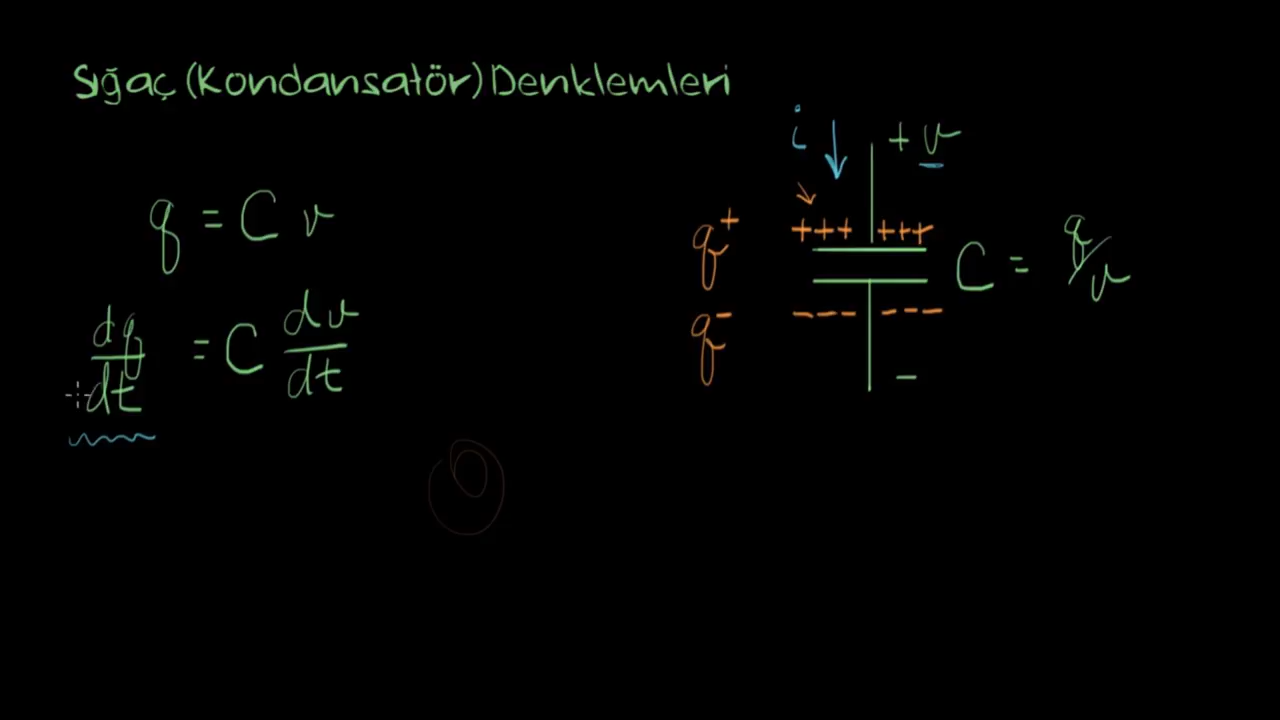 Sığaç (Kondansatör) Denklemleri
q = C v
dq/dt = C dv/dt
i
+ v
q+ +++ +++
C = q/v
q- --- ---
-